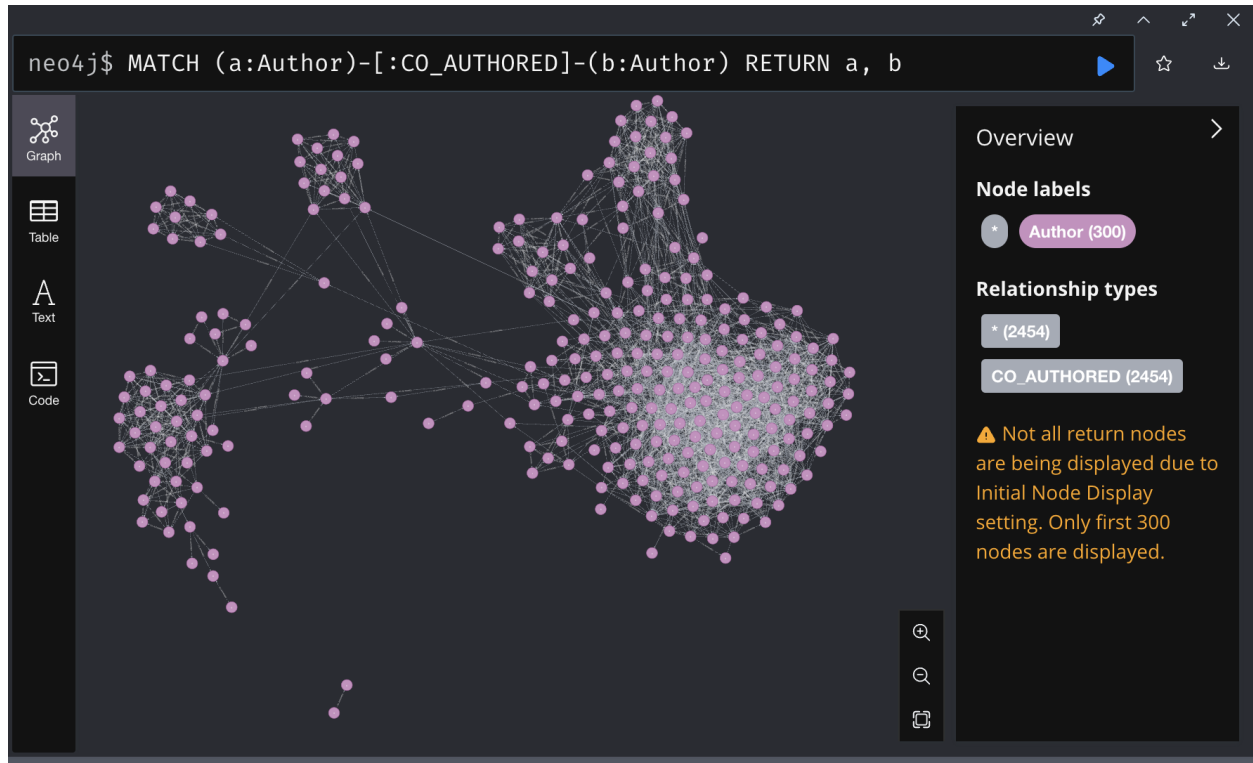 neo4j$ MATCH (a:Author)-[:CO_AUTHORED]-(b:Author) RETURN a, b
Graph
Table
Text
Code
Overview
Node labels
* Author (300)
Relationship types
* (2454)
CO_AUTHORED (2454)
Not all return nodes
are being displayed due to
Initial Node Display
setting. Only first 300
nodes are displayed.